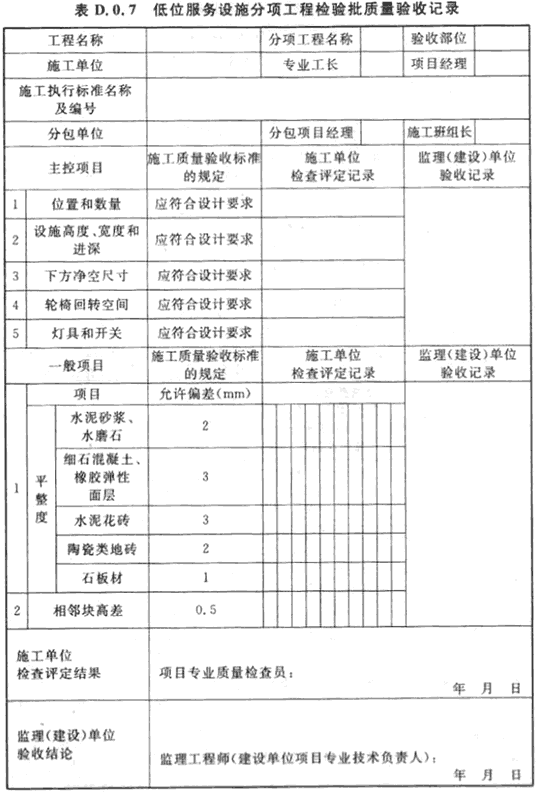 表 D.0.7 低位服务设施分项工程检验批质量验收记录
工程名称 分项工程名称 验收部位
施工单位 专业工长 项目经理
施工执行标准名称
及编号
分包单位 分包项目经理 施工班组长
主控项目 施工质量验收标准 施工单位 监理(建设)单位
的规定 检查评定记录 验收记录
1 位置和数量 应符合设计要求
2 设施高度、宽度和 应符合设计要求
进深
3 下方净空尺寸 应符合设计要求
4 轮椅回转空间 应符合设计要求
5 灯具和开关 应符合设计要求
一般项目 施工质量验收标准 施工单位 监理(建设)单位
的规定 检查评定记录 验收记录
项目 允许偏差(mm)
1 平整度
水泥砂浆、 2
水磨石
细石混凝土、
橡胶弹性 3
面层
水泥花砖 3
陶瓷类地砖 2
石板材 1
2 相邻块高差 0.5
施工单位
检查评定结果 项目专业质量检查员:
年 月 日
监理(建设)单位
验收结论 监理工程师(建设单位项目专业技术负责人):
年 月 日